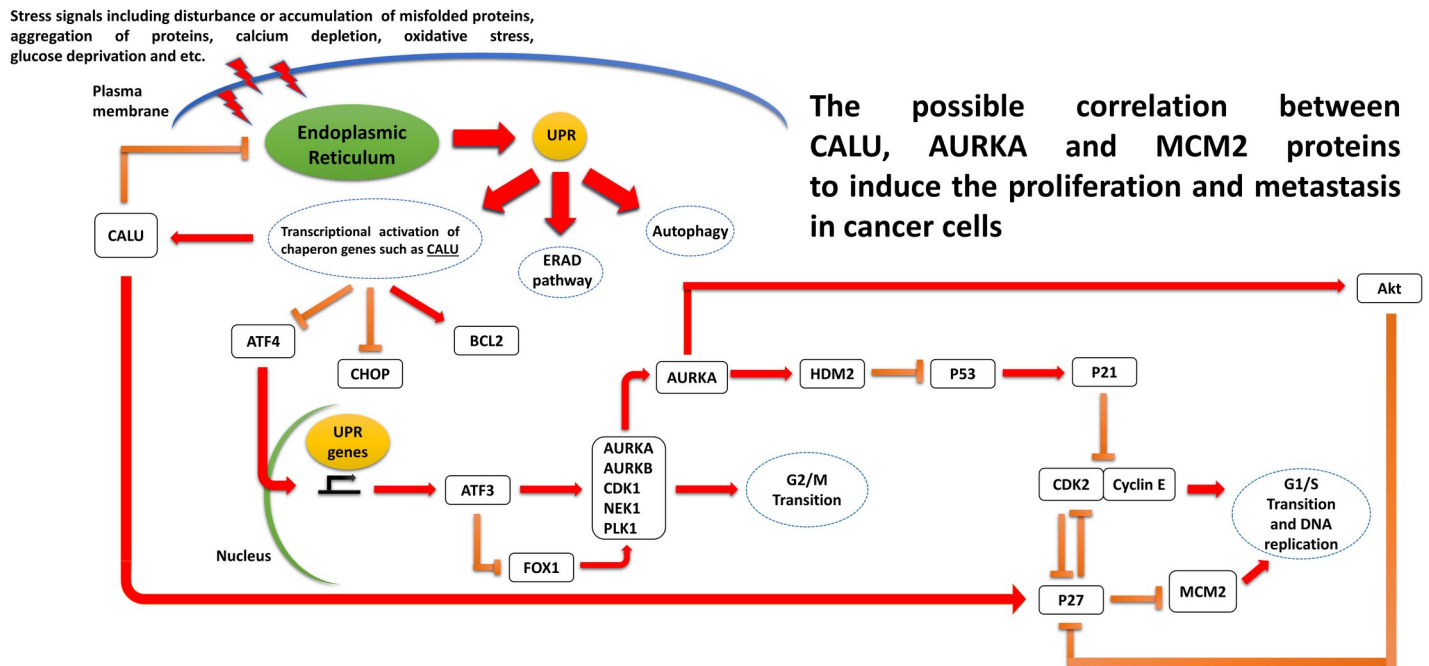 Stress signals including disturbance or accumulation of misfolded proteins,
aggregation of proteins, calcium depletion, oxidative stress,
glucose deprivation and etc.
Plasma
membrane
The possible correlation between
CALU, AURKA and MCM2 proteins
to induce the proliferation and metastasis
in cancer cells
Endoplasmic
Reticulum
UPR
CALU
Transcriptional activation of
chaperon genes such as CALU
ERAD
pathway
Autophagy
Akt
ATF4
CHOP
BCL2
AURKA
HDM2
P53
P21
UPR
genes
ATF3
AURKA
AURKB
CDK1
NEK1
PLK1
G2/M
Transition
CDK2
Cyclin E
G1/S
Transition
and DNA
replication
Nucleus
FOX1
P27
MCM2